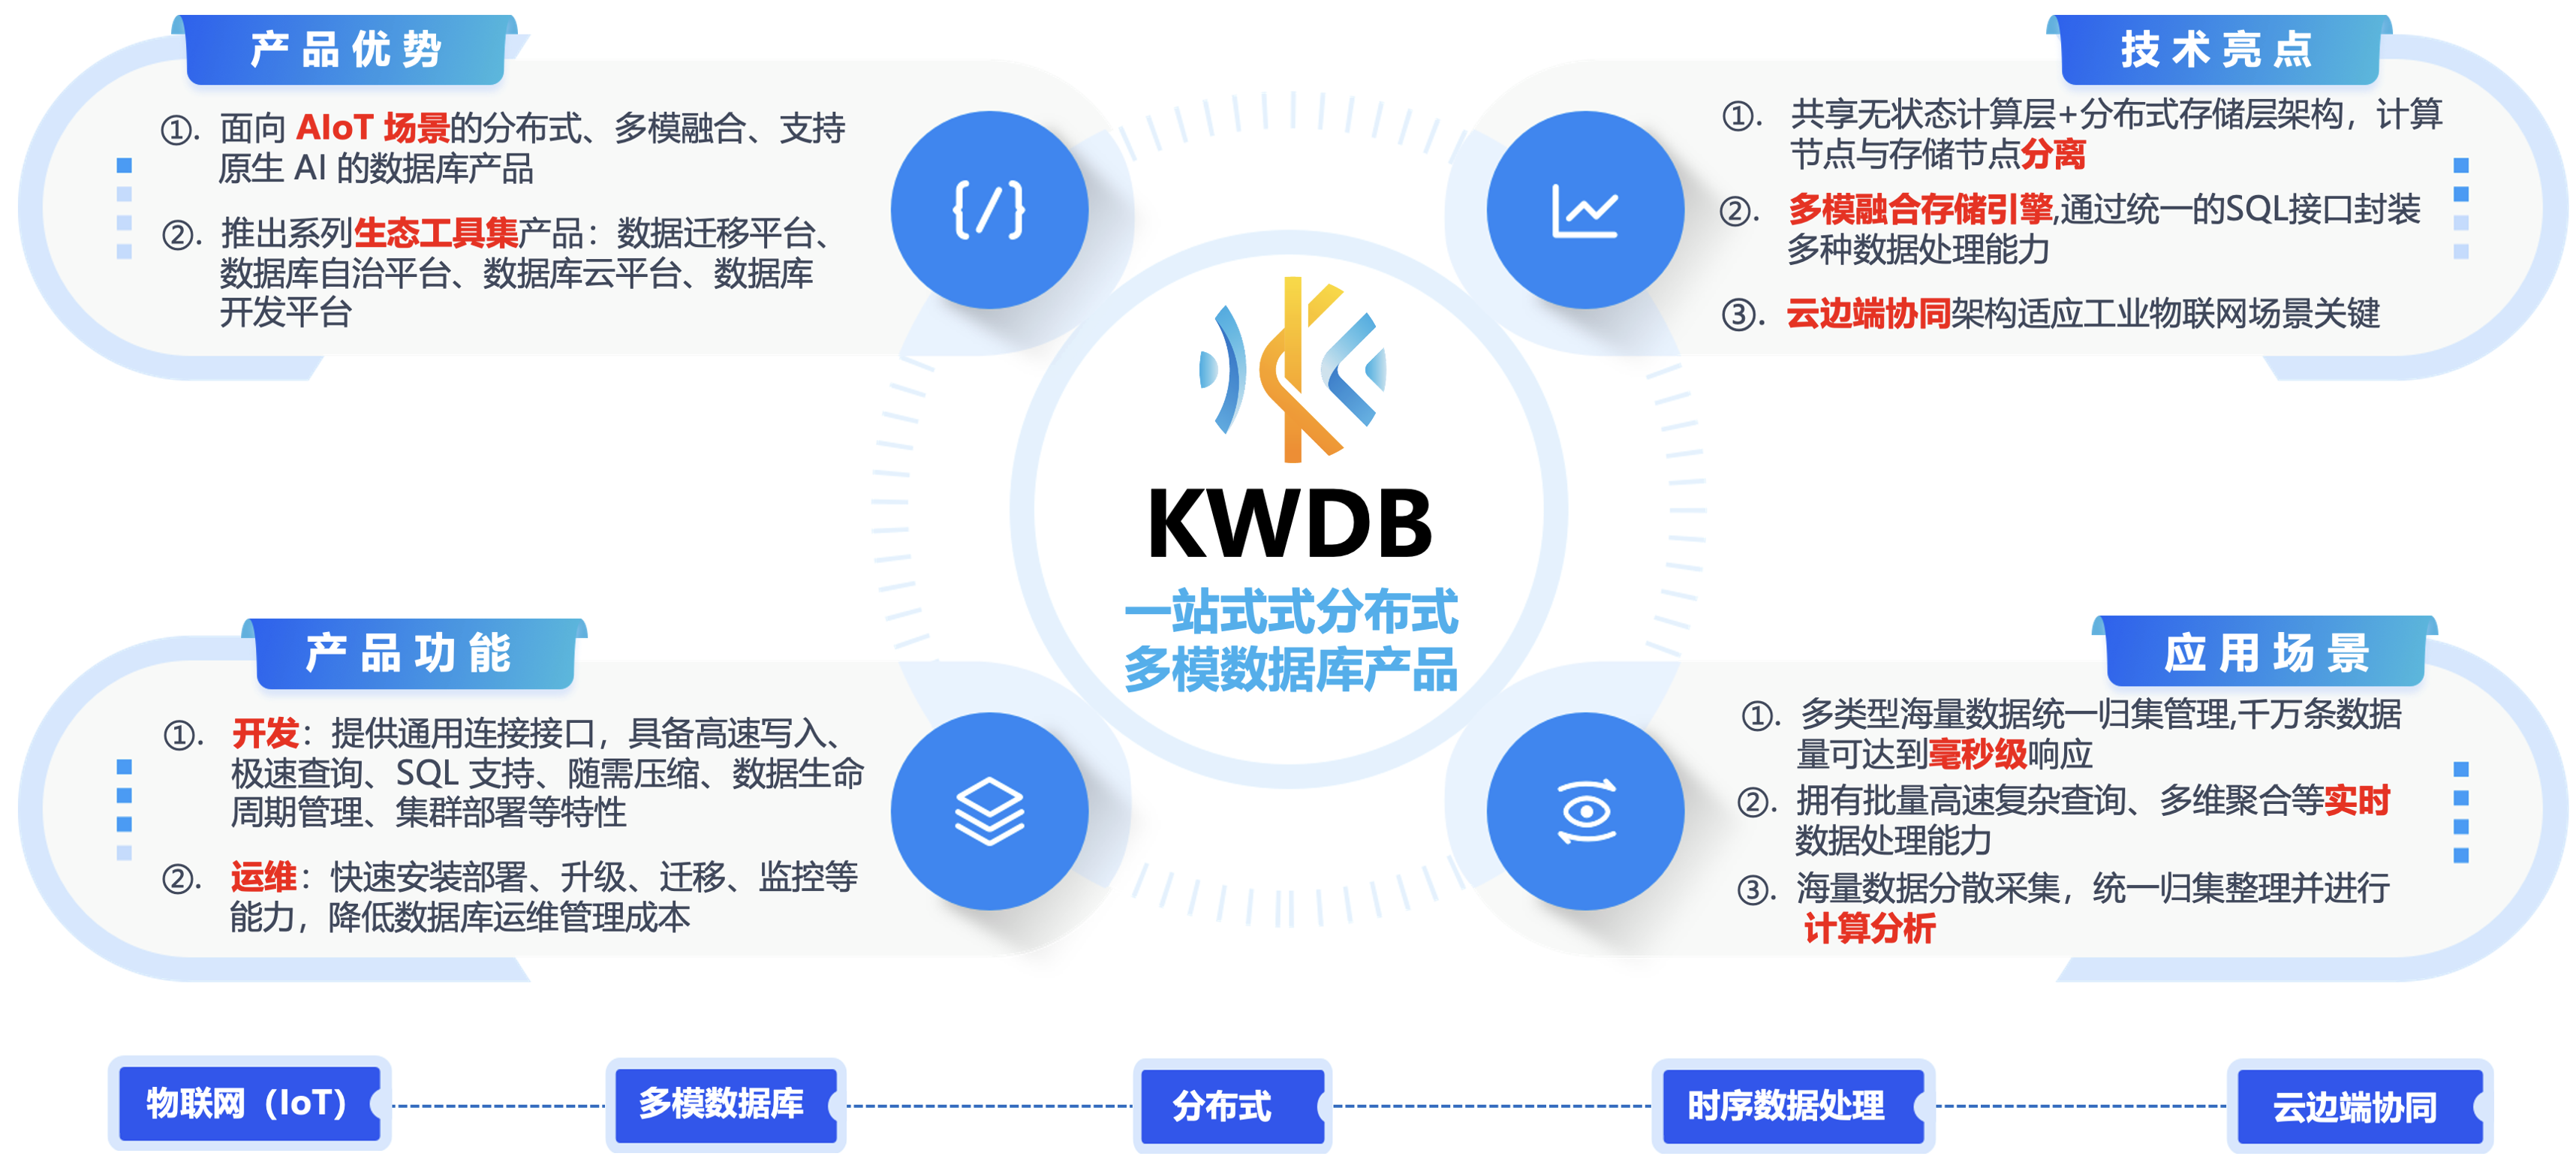 产品优势
①. 面向 AIoT 场景的分布式、多模融合、支持
原生 AI 的数据库产品
②. 推出系列生态工具集产品：数据迁移平台、
数据库自治平台、数据库云平台、数据库
开发平台
技术亮点
①. 共享无状态计算层+分布式存储层架构，计算
节点与存储节点分离
②. 多模融合存储引擎,通过统一的SQL接口封装
多种数据处理能力
③. 云边端协同架构适应工业物联网场景关键
KWDB
一站式式分布式
多模数据库产品
产品功能
①. 开发：提供通用连接接口，具备高速写入、
极速查询、SQL 支持、随需压缩、数据生命
周期管理、集群部署等特性
②. 运维：快速安装部署、升级、迁移、监控等
能力，降低数据库运维管理成本
应用场景
①. 多类型海量数据统一归集管理,千万条数据
量可达到毫秒级响应
②. 拥有批量高速复杂查询、多维聚合等实时
数据处理能力
③. 海量数据分散采集，统一归集整理并进行
计算分析
物联网（IoT）
多模数据库
分布式
时序数据处理
云边端协同